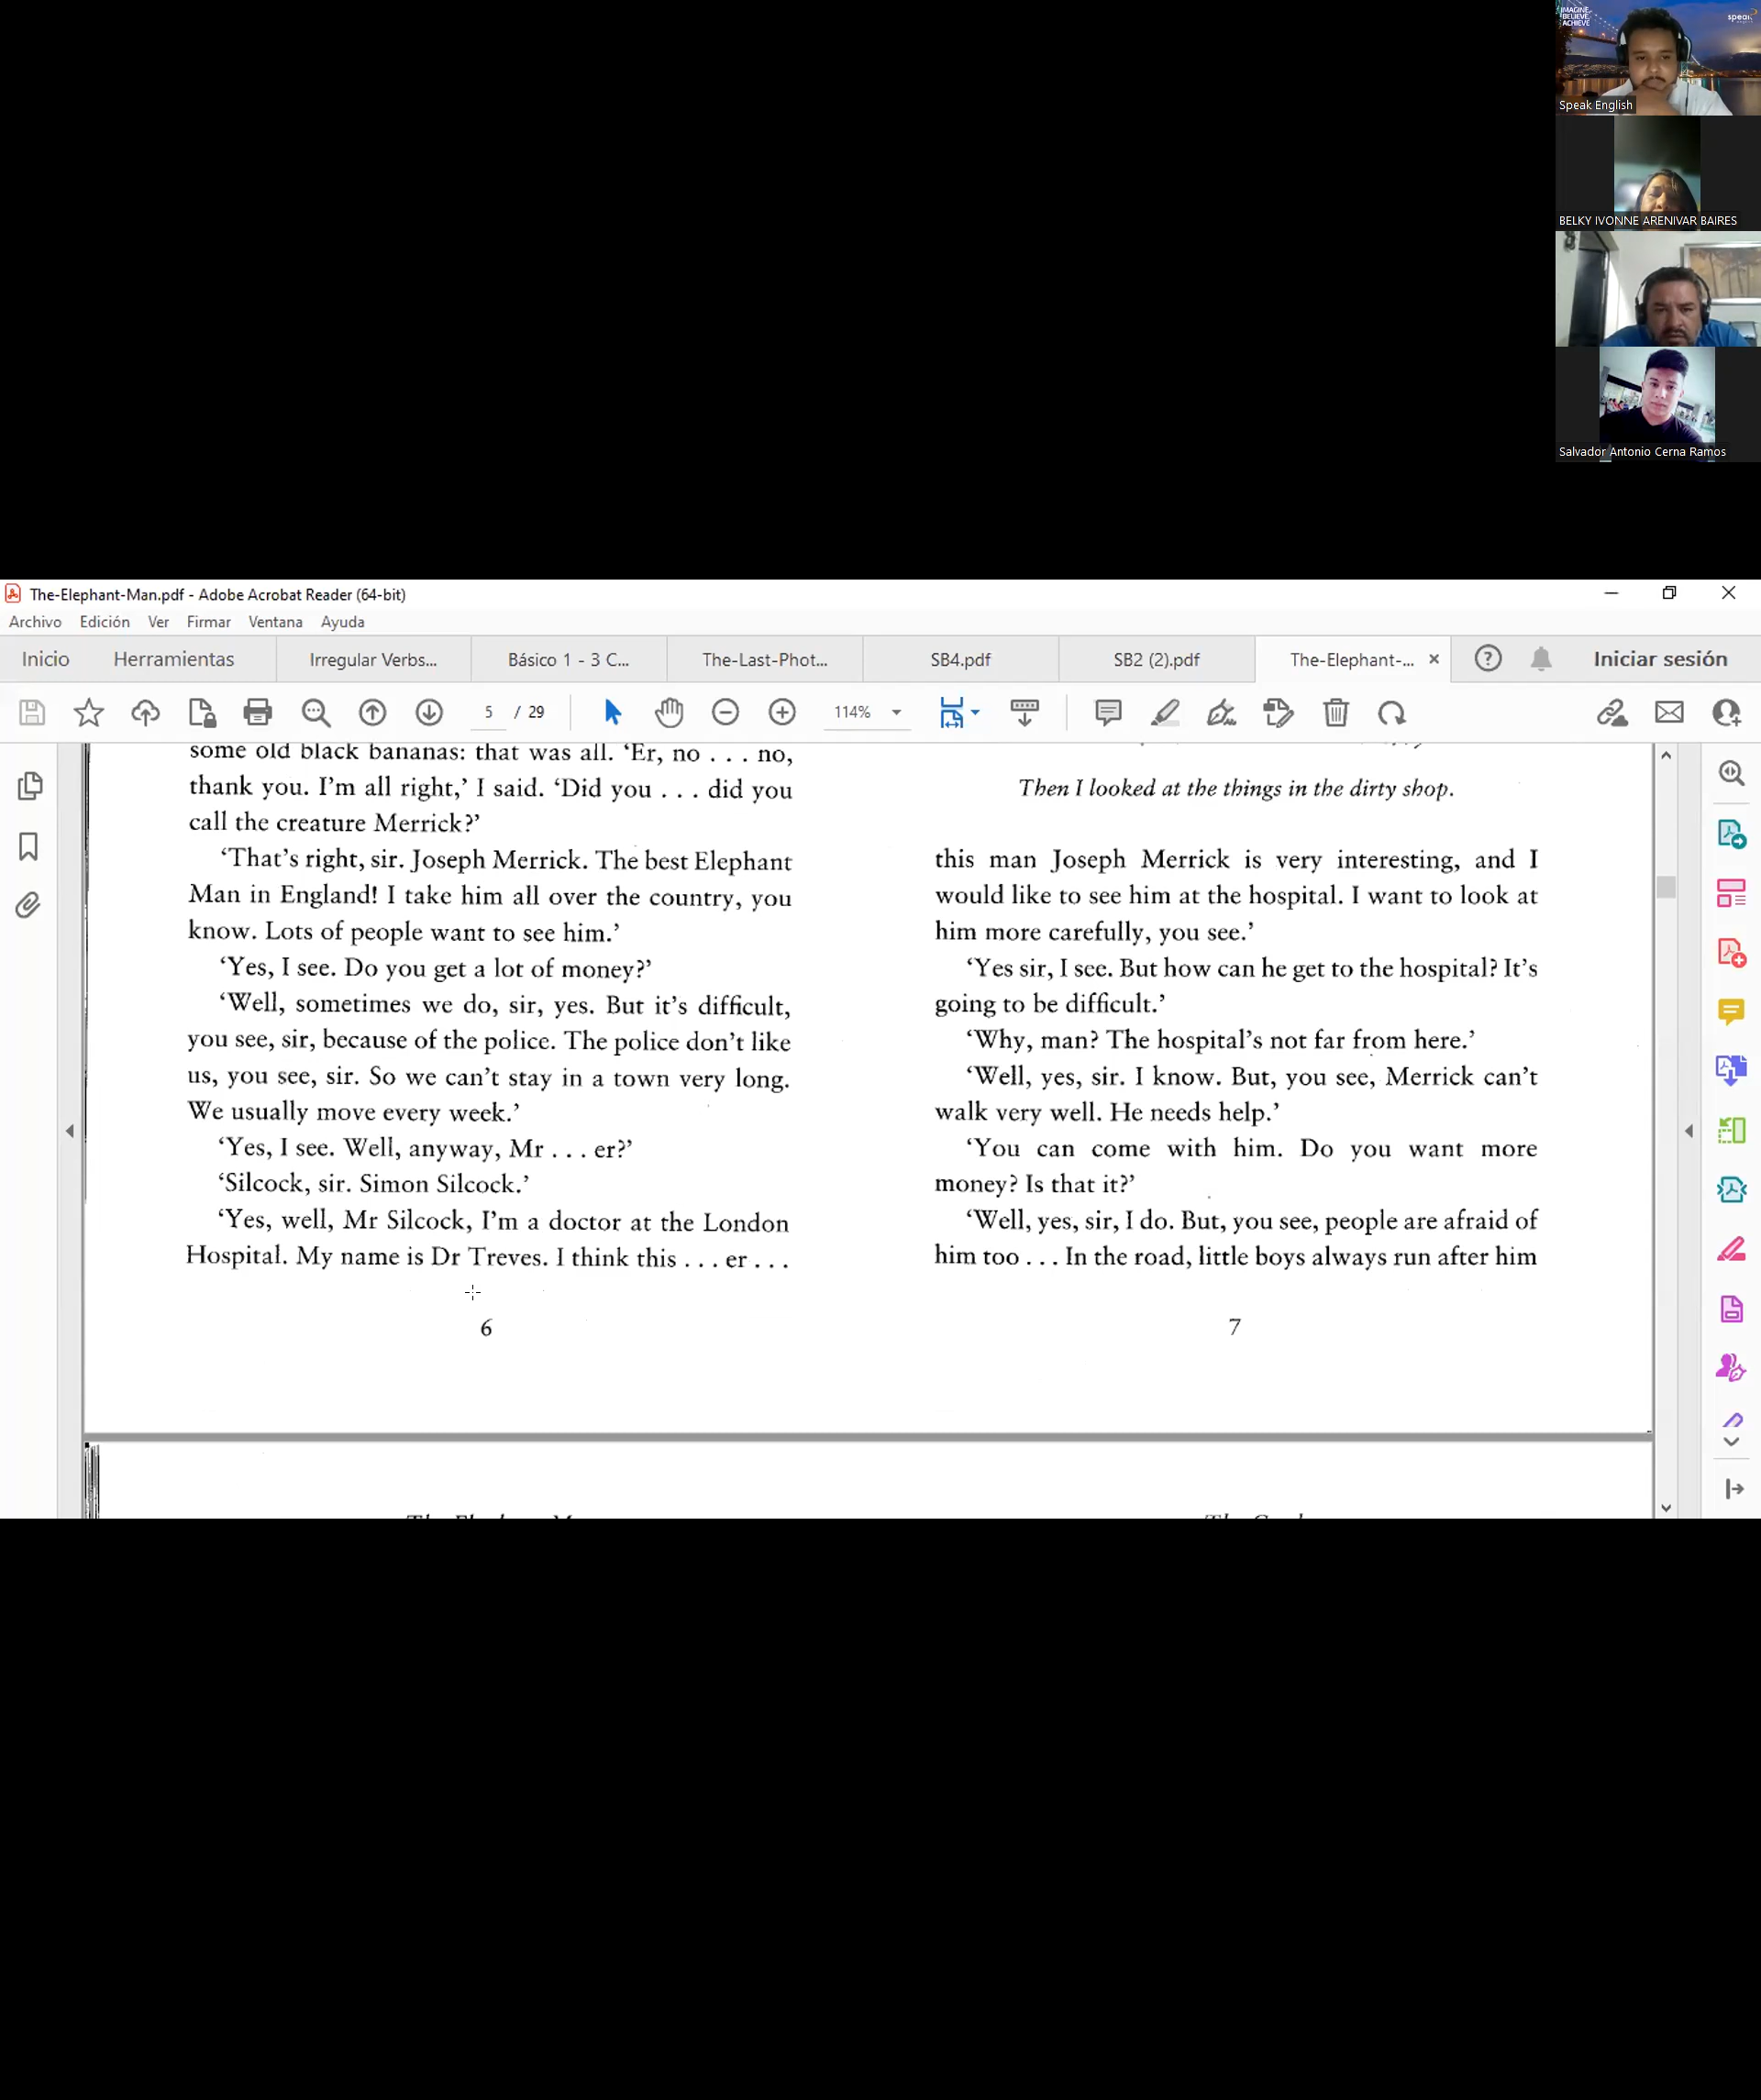 IMAGINE
BELIEVE
ACHIEVE
speak
Speak English
BELKY IVONNE ARENIVAR BAIRES
Salvador Antonio Cerna Ramos
The-Elephant-Man.pdf - Adobe Acrobat Reader (64-bit)
Archivo Edición Ver Firmar Ventana Ayuda
Inicio Herramientas Irregular Verbs... Básico 1 - 3 C... The-Last-Phot... SB4.pdf SB2 (2).pdf The-Elephant-... × ? Iniciar sesión
5 / 29 114%
some old black bananas: that was all. ‘Er, no . . . no,
thank you. I'm all right,’ I said. ‘Did you . . . did you
call the creature Merrick?’
‘That's right, sir. Joseph Merrick. The best Elephant
Man in England! I take him all over the country, you
know. Lots of people want to see him.’
‘Yes, I see. Do you get a lot of money?’
‘Well, sometimes we do, sir, yes. But it's difficult,
you see, sir, because of the police. The police don't like
us, you see, sir. So we can't stay in a town very long.
We usually move every week.’
‘Yes, I see. Well, anyway, Mr . . . er?’
‘Silcock, sir. Simon Silcock.’
‘Yes, well, Mr Silcock, I'm a doctor at the London
Hospital. My name is Dr Treves. I think this . . . er . . .
6
Then I looked at the things in the dirty shop.
this man Joseph Merrick is very interesting, and I
would like to see him at the hospital. I want to look at
him more carefully, you see.’
‘Yes sir, I see. But how can he get to the hospital? It's
going to be difficult.’
‘Why, man? The hospital's not far from here.’
‘Well, yes, sir. I know. But, you see, Merrick can't
walk very well. He needs help.’
‘You can come with him. Do you want more
money? Is that it?’
‘Well, yes, sir, I do. But, you see, people are afraid of
him too . . . In the road, little boys always run after him
7